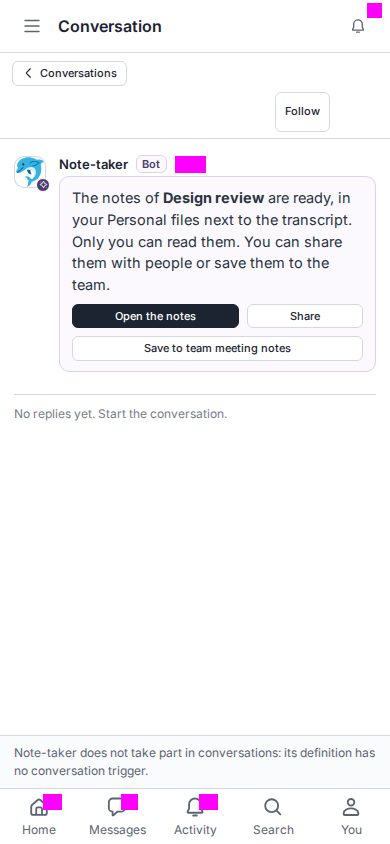 Conversation
Conversations
Follow
Note-taker Bot
The notes of Design review are ready, in
your Personal files next to the transcript.
Only you can read them. You can share
them with people or save them to the
team.
Open the notes Share
Save to team meeting notes
No replies yet. Start the conversation.
Note-taker does not take part in conversations: its definition has
no conversation trigger.
Home Messages Activity Search You